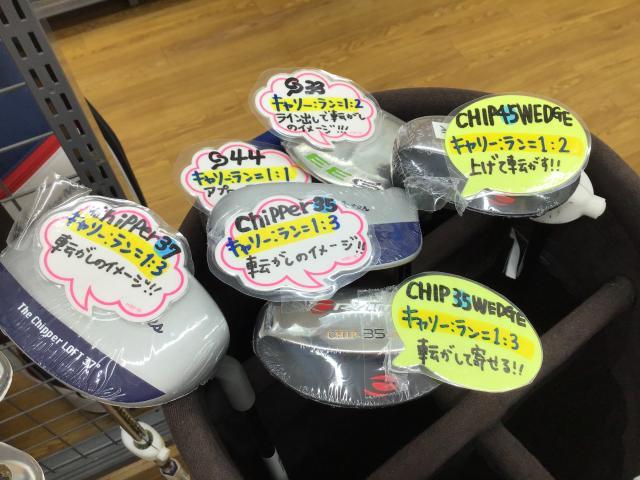 S33
キャリー:ラン=1:2
ライン出しで転がし
のイメージ!!!
CHIP45WEDGE
キャリー:ラン=1:2
上げて転がす!!
S44
キャリー:ラン=1:1
アプ
Chipper37
キャリー:ラン=1:3
転がしのイメージ!!
Chipper35
キャリー:ラン=1:3
転がしのイメージ!!
CHIP35WEDGE
キャリー:ラン=1:3
転がして寄せる!!
CHIP 35
The Chipper LOFT 37°